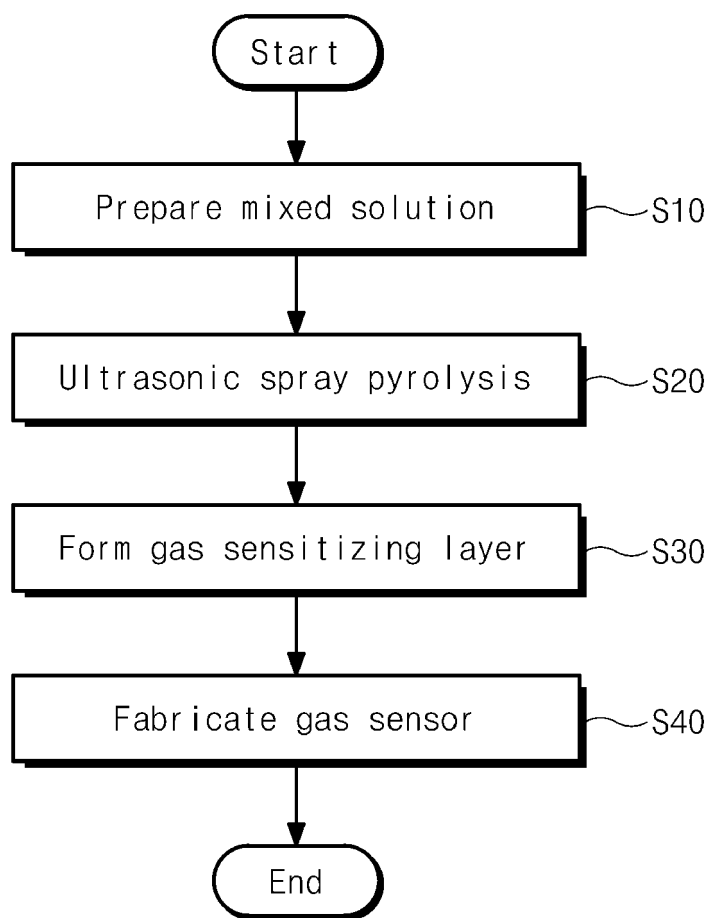 Start
Prepare mixed solution
S10
Ultrasonic spray pyrolysis
S20
Form gas sensitizing layer
S30
Fabricate gas sensor
S40
End